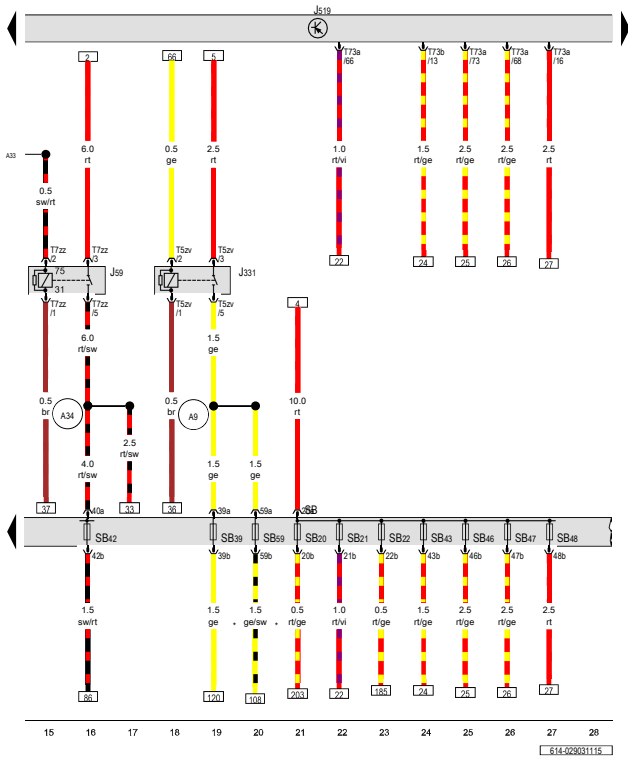 J519
T73a
/66
T73b
/13
T73a
/73
T73a
/68
T73a
/16
2
66
5
A33
6.0
rt
0.5
ge
2.5
rt
1.0
rt/vi
1.5
rt/ge
2.5
rt/ge
2.5
rt/ge
2.5
rt
0.5
sw/rt
T7zz
/2
T7zz
/3
T5zv
/2
T5zv
/3
22
24
25
26
27
75
31
J59
J331
T7zz
/1
T7zz
/5
T5zv
/1
T5zv
/5
4
6.0
rt/sw
1.5
ge
0.5
br
A34
0.5
br
A9
10.0
rt
2.5
rt/sw
4.0
rt/sw
1.5
ge
1.5
ge
37
40a
33
36
39a
59a
SB
SB42
SB39
SB59
SB20
SB21
SB22
SB43
SB46
SB47
SB48
42b
39b
59b
20b
21b
22b
43b
46b
47b
48b
1.5
sw/rt
1.5
ge
1.5
ge/sw
0.5
rt/ge
1.0
rt/vi
0.5
rt/ge
1.5
rt/ge
2.5
rt/ge
2.5
rt/ge
2.5
rt
86
120
108
203
22
185
24
25
26
27
15 16 17 18 19 20 21 22 23 24 25 26 27 28
614-029031115